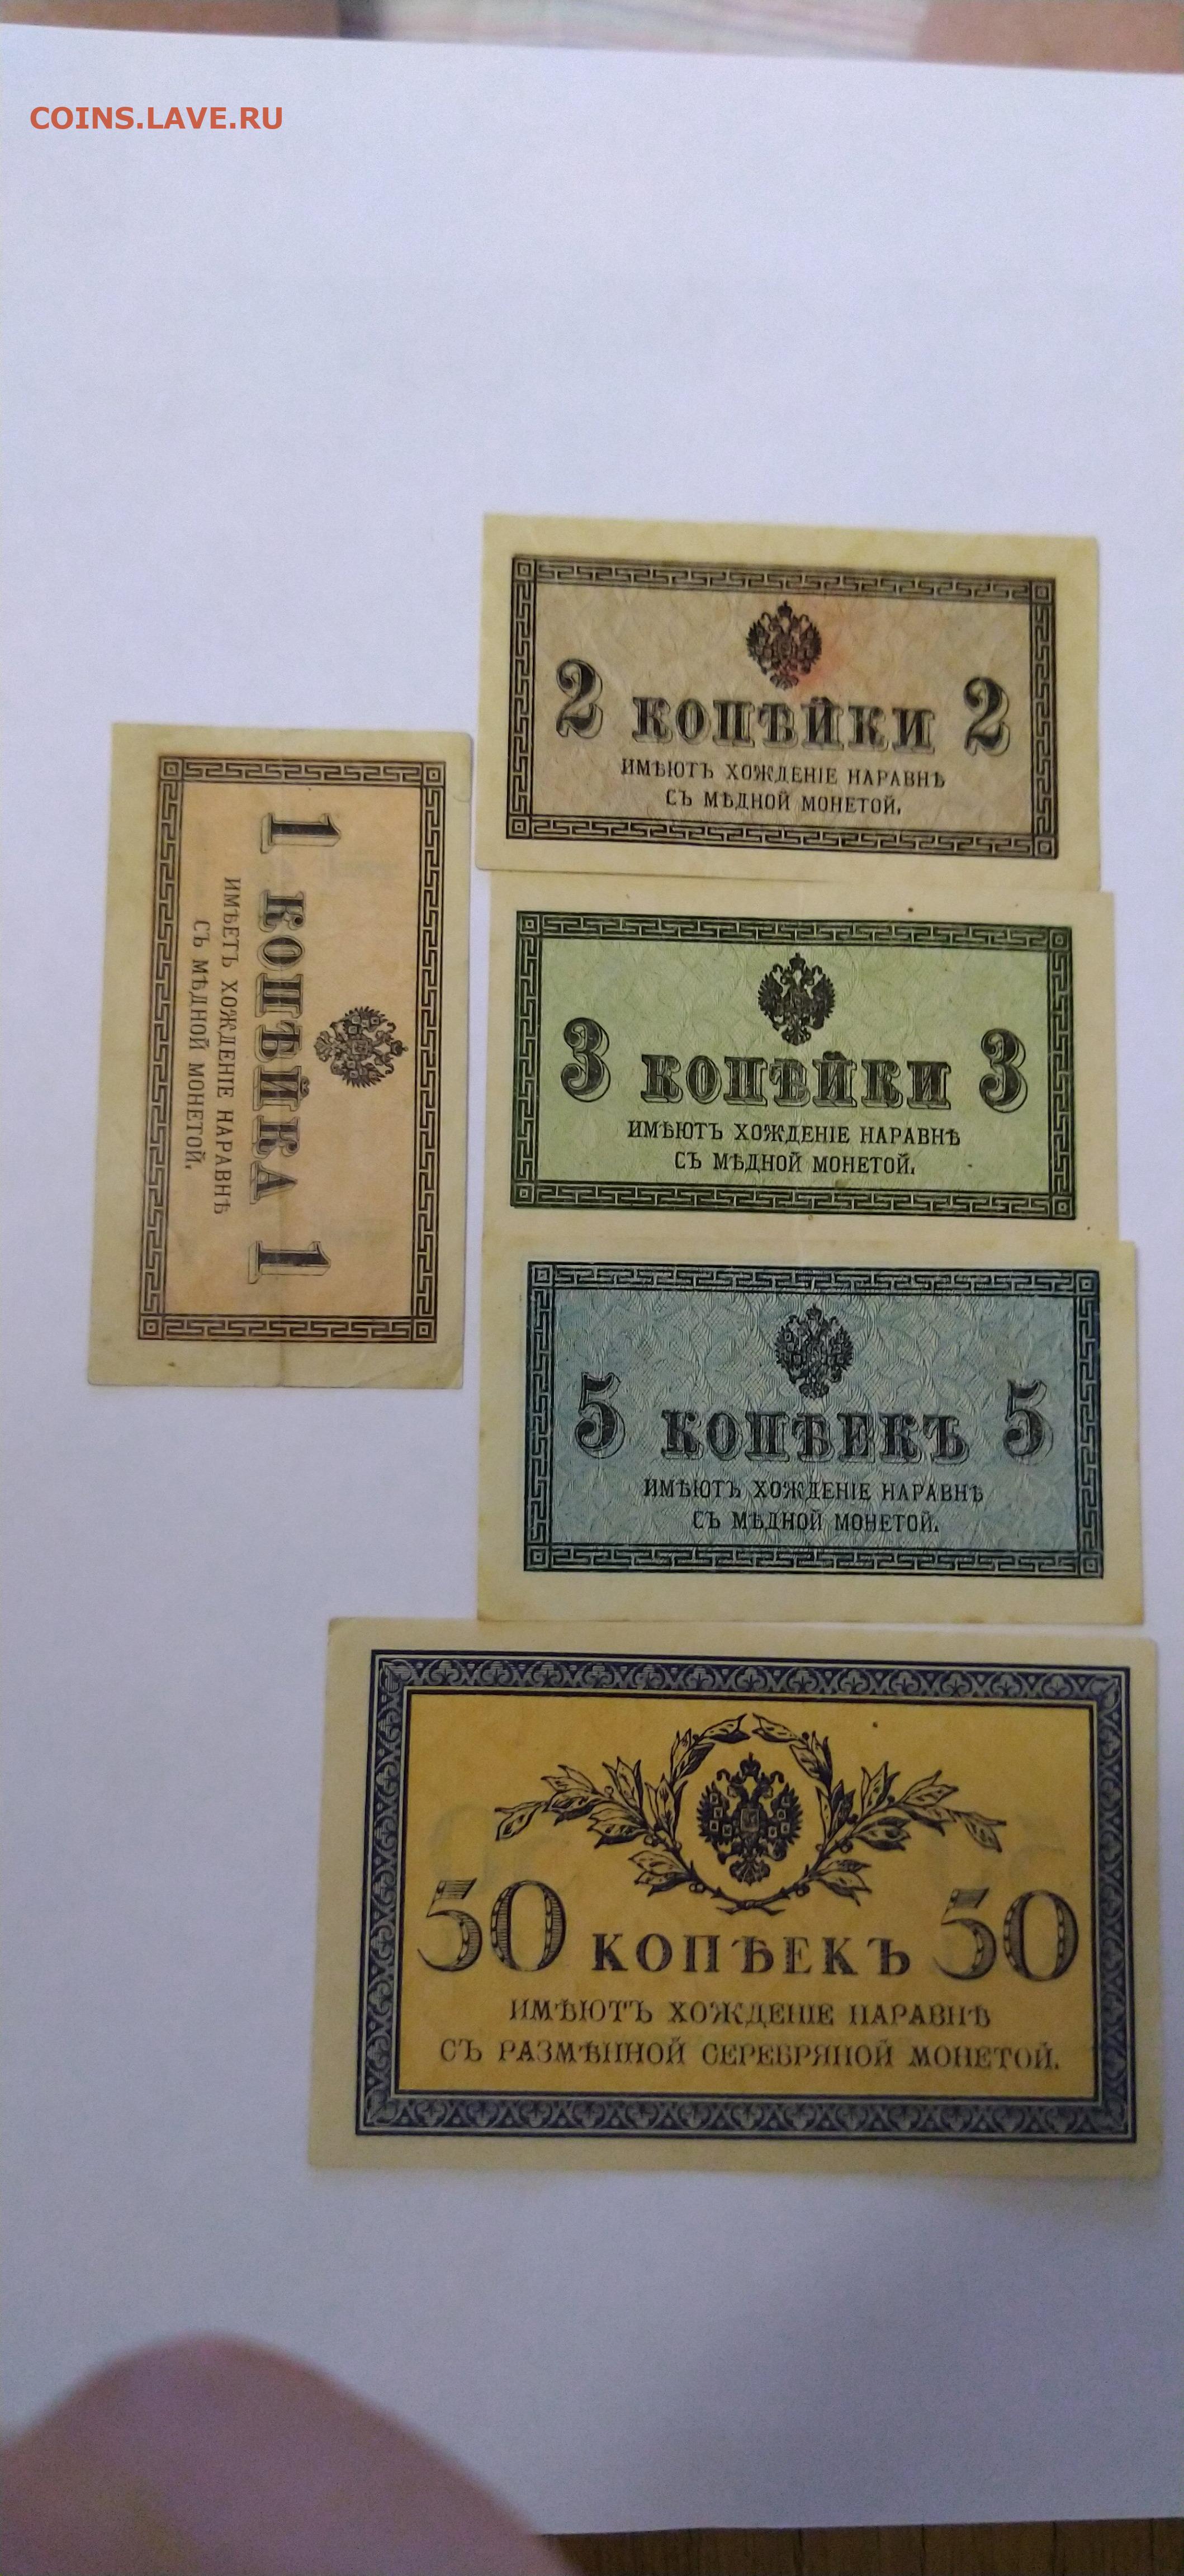 COINS.LAVE.RU
2 КОПѢЙКИ 2
ИМѢЮТЪ ХОЖДЕНІЕ НАРАВНѢ
СЪ МѢДНОЙ МОНЕТОЙ.
1 КОПѢЙКА 1
ИМѢЕТЪ ХОЖДЕНІЕ НАРАВНѢ
СЪ МѢДНОЙ МОНЕТОЙ.
3 КОПѢЙКИ 3
ИМѢЮТЪ ХОЖДЕНІЕ НАРАВНѢ
СЪ МѢДНОЙ МОНЕТОЙ.
5 КОПѢЕКЪ 5
ИМѢЮТЪ ХОЖДЕНІЕ НАРАВНѢ
СЪ МѢДНОЙ МОНЕТОЙ.
50 КОПѢЕКЪ 50
ИМѢЮТЪ ХОЖДЕНІЕ НАРАВНѢ
СЪ РАЗМѢННОЙ СЕРЕБРЯНОЙ МОНЕТОЙ.